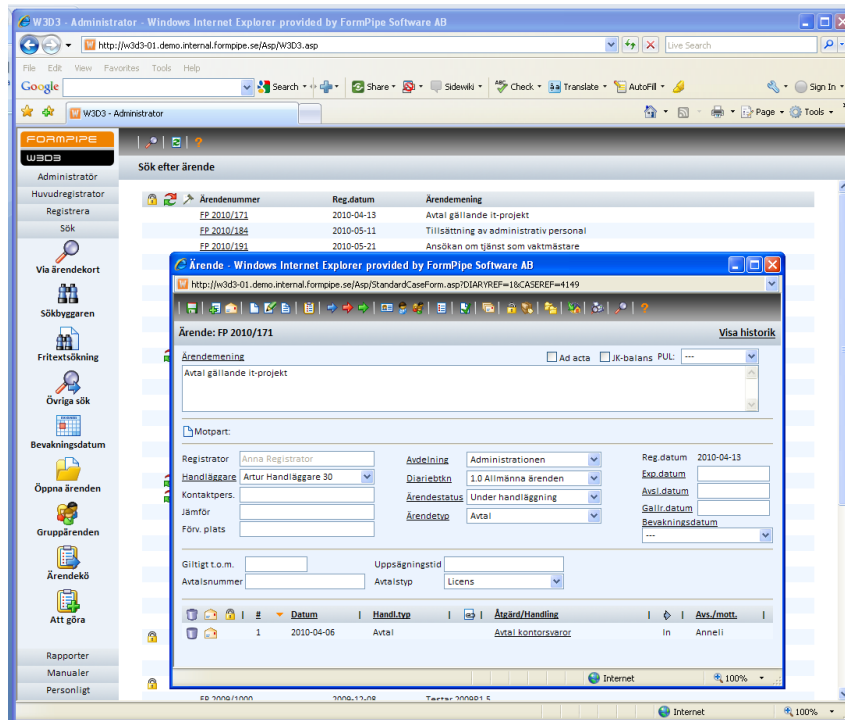 W3D3 - Administrator - Windows Internet Explorer provided by FormPipe Software AB
http://w3d3-01.demo.internal.formpipe.se/Asp/W3D3.asp
Live Search
File Edit View Favorites Tools Help
Google Search Share Sidewiki Check Translate AutoFill Sign In
W3D3 - Administrator Page Tools
FORMPIPE
W3D3
Sök efter ärende
Administratör
Huvudregistrator
Registrera
Sök
Via ärendekort
Sökbyggaren
Fritextsökning
Övriga sök
Bevakningsdatum
Öppna ärenden
Gruppärenden
Ärendekö
Att göra
Rapporter
Manualer
Personligt
Ärendenummer Reg.datum Ärendemening
FP 2010/171 2010-04-13 Avtal gällande it-projekt
FP 2010/184 2010-05-11 Tillsättning av administrativ personal
FP 2010/191 2010-05-21 Ansökan om tjänst som vaktmästare
Ärende - Windows Internet Explorer provided by FormPipe Software AB
http://w3d3-01.demo.internal.formpipe.se/Asp/StandardCaseForm.asp?DIARYREF=1&CASEREF=4149
Ärende: FP 2010/171 Visa historik
Ärendemening Ad acta JK-balans PUL: ---
Avtal gällande it-projekt
Motpart:
Registrator Anna Registrator Avdelning Administrationen Reg.datum 2010-04-13
Handläggare Artur Handläggare 30 Diariebtkn 1.0 Allmänna ärenden Exp.datum
Kontaktpers. Ärendestatus Under handläggning Avsl.datum
Jämför Ärendetyp Avtal Gallr.datum
Förv. plats Bevakningsdatum
---
Giltigt t.o.m. Uppsägningstid
Avtalsnummer Avtalstyp Licens
# Datum Handl.typ Åtgärd/Handling Avs./mott.
1 2010-04-06 Avtal Avtal kontorsvaror In Anneli
Internet 100%
FP 2009/1000 2009-12-08 Testar 2009R1.5
Internet 100%